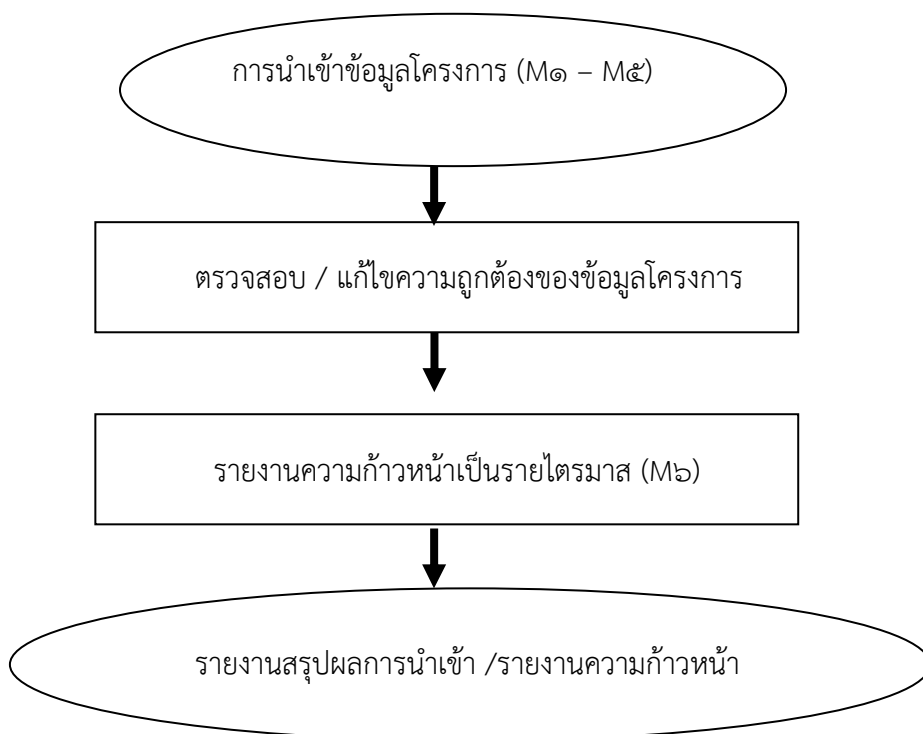 การนำเข้าข้อมูลโครงการ (M๑ – M๕)
ตรวจสอบ / แก้ไขความถูกต้องของข้อมูลโครงการ
รายงานความก้าวหน้าเป็นรายไตรมาส (M๖)
รายงานสรุปผลการนำเข้า /รายงานความก้าวหน้า